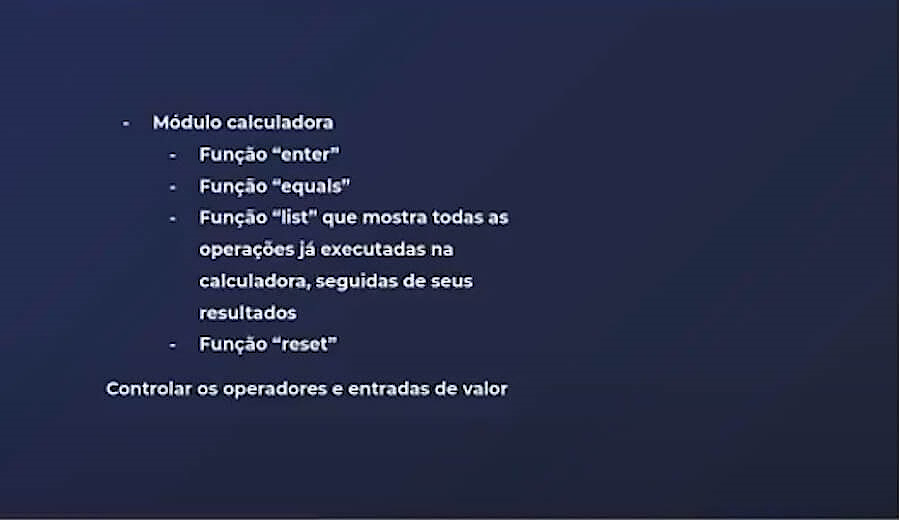 - Módulo calculadora
- Função “enter”
- Função “equals”
- Função “list” que mostra todas as
operações já executadas na
calculadora, seguidas de seus
resultados
- Função “reset”
Controlar os operadores e entradas de valor